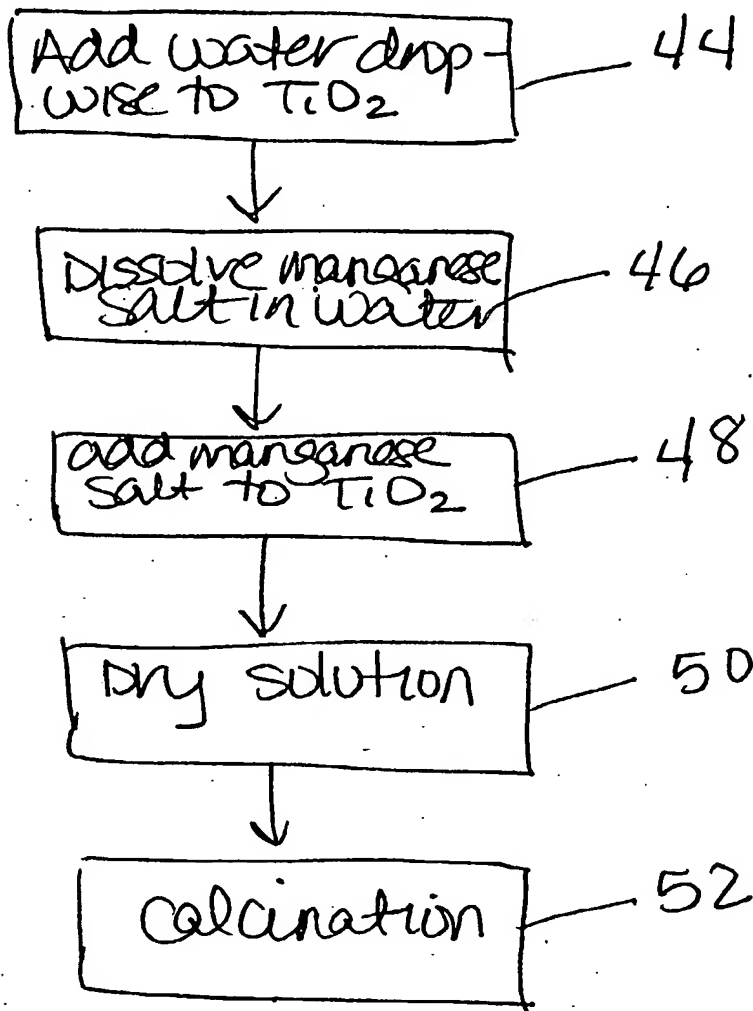 Add water drop- 44
wise to TiO2
Dissolve manganese 46
salt in water
add manganese 48
salt to TiO2
Dry solution 50
Calcination 52